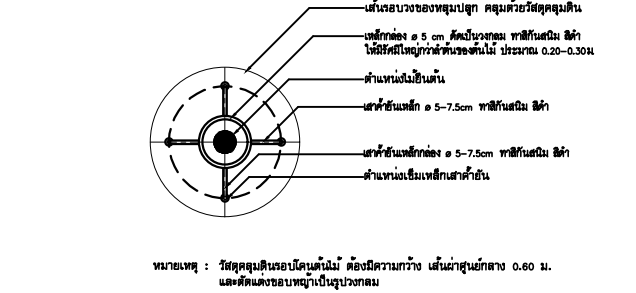 เส้นรอบวงของหลุมปลูก คลุมด้วยวัสดุคลุมดิน
เหล็กกล่อง ø 5 cm ดัดเป็นวงกลม ทาสีกันสนิม สีดำ
ให้มีรัศมีใหญ่กว่าลำต้นของต้นไม้ ประมาณ 0.20-0.30ม
ตำแหน่งไม้ยืนต้น
เสาค้ำยันเหล็ก ø 5-7.5cm ทาสีกันสนิม สีดำ
เสาค้ำยันเหล็กกล่อง ø 5-7.5cm ทาสีกันสนิม สีดำ
ตำแหน่งเข็มเหล็กเสาค้ำยัน
หมายเหตุ : วัสดุคลุมดินรอบโคนต้นไม้ ต้องมีความกว้าง เส้นผ่าศูนย์กลาง 0.60 ม.
และตัดแต่งขอบหญ้าเป็นรูปวงกลม